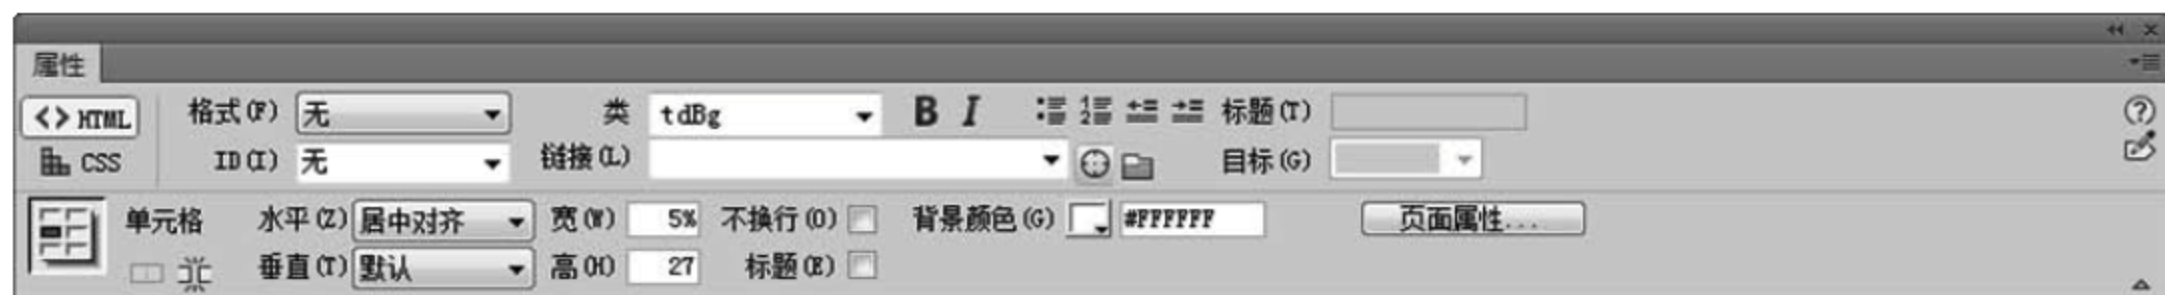 属性
<> HTML 格式(F) 无 类 tdBg B I 标题(T)
CSS ID(I) 无 链接(L) 目标(G)
单元格 水平(Z) 居中对齐 宽(W) 5% 不换行(O) 背景颜色(G) #FFFFFF 页面属性...
垂直(T) 默认 高(H) 27 标题(E)